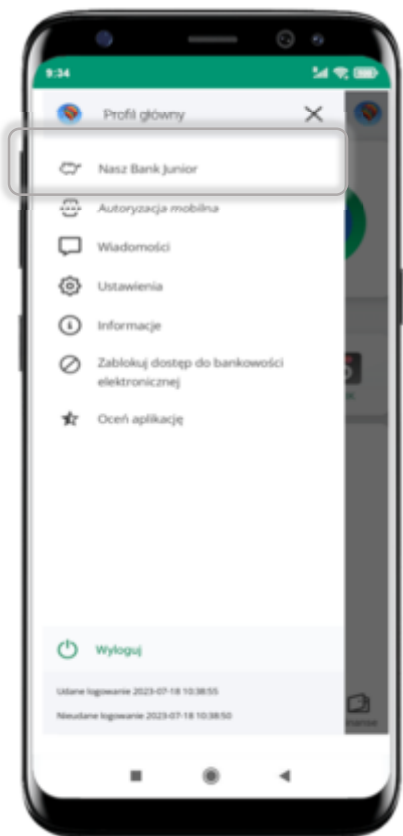 9:34
Profil główny
Nasz Bank Junior
Autoryzacja mobilna
Wiadomości
Ustawienia
Informacje
Zablokuj dostęp do bankowości
elektronicznej
Oceń aplikację
Wyloguj
Udane logowanie 2023-07-18 10:38:55
Nieudane logowanie 2023-07-18 10:38:50